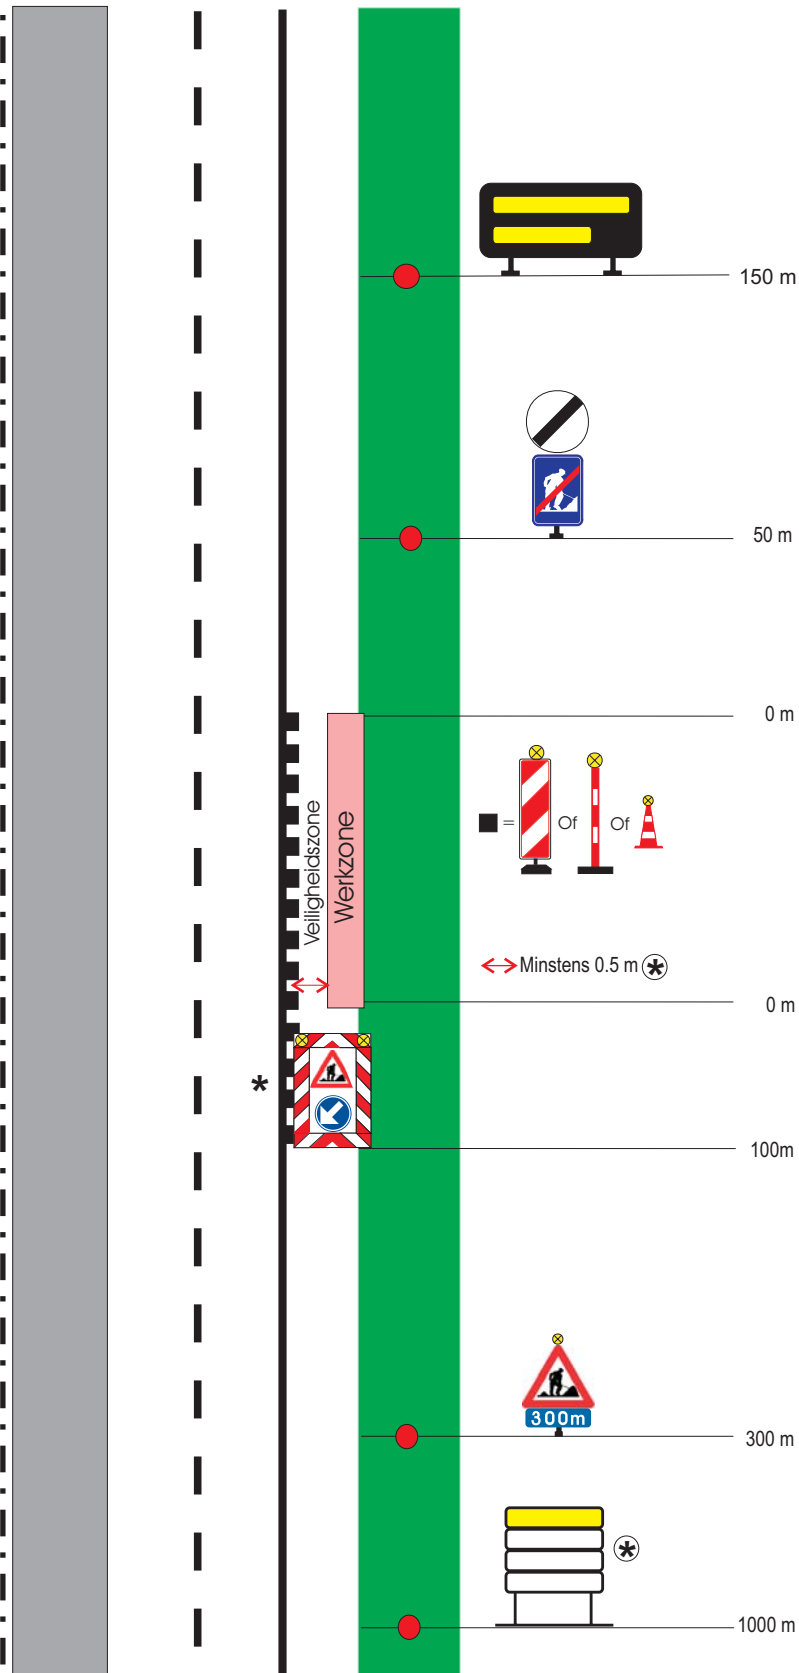 150 m
50 m
0 m
= Of Of
Veiligheidszone
Werkzone
Minstens 0.5 m *
0 m
*
100m
300m
300 m
*
1000 m